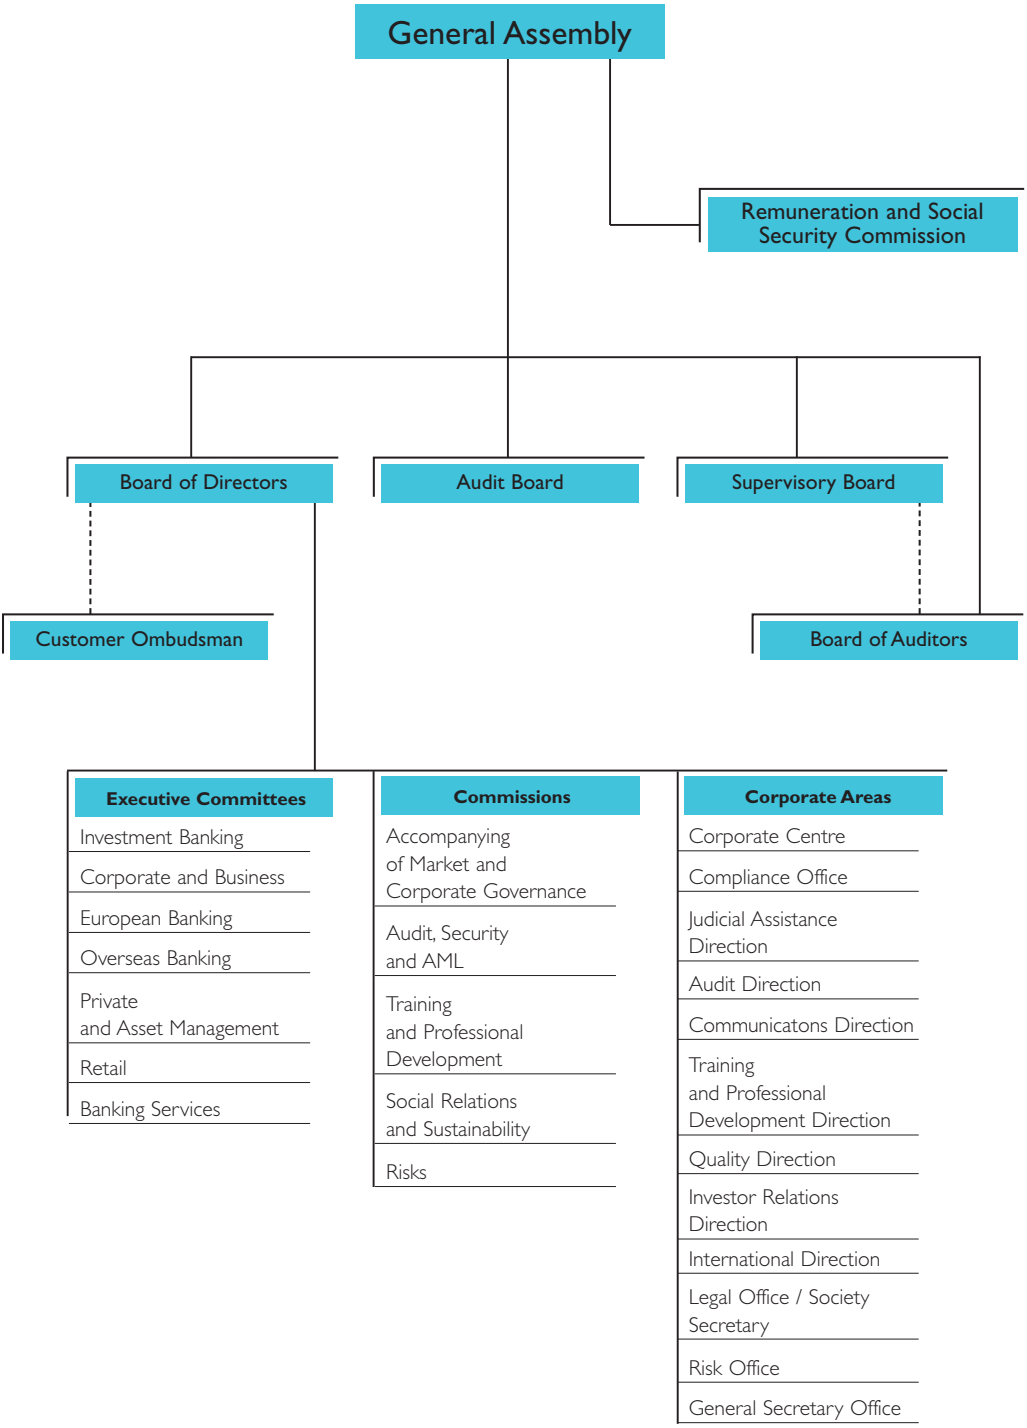 General Assembly
Remuneration and Social
Security Commission
Board of Directors
Audit Board
Supervisory Board
Customer Ombudsman
Board of Auditors
Executive Committees
Investment Banking
Corporate and Business
European Banking
Overseas Banking
Private
and Asset Management
Retail
Banking Services
Commissions
Accompanying
of Market and
Corporate Governance
Audit, Security
and AML
Training
and Professional
Development
Social Relations
and Sustainability
Risks
Corporate Areas
Corporate Centre
Compliance Office
Judicial Assistance
Direction
Audit Direction
Communicatons Direction
Training
and Professional
Development Direction
Quality Direction
Investor Relations
Direction
International Direction
Legal Office / Society
Secretary
Risk Office
General Secretary Office